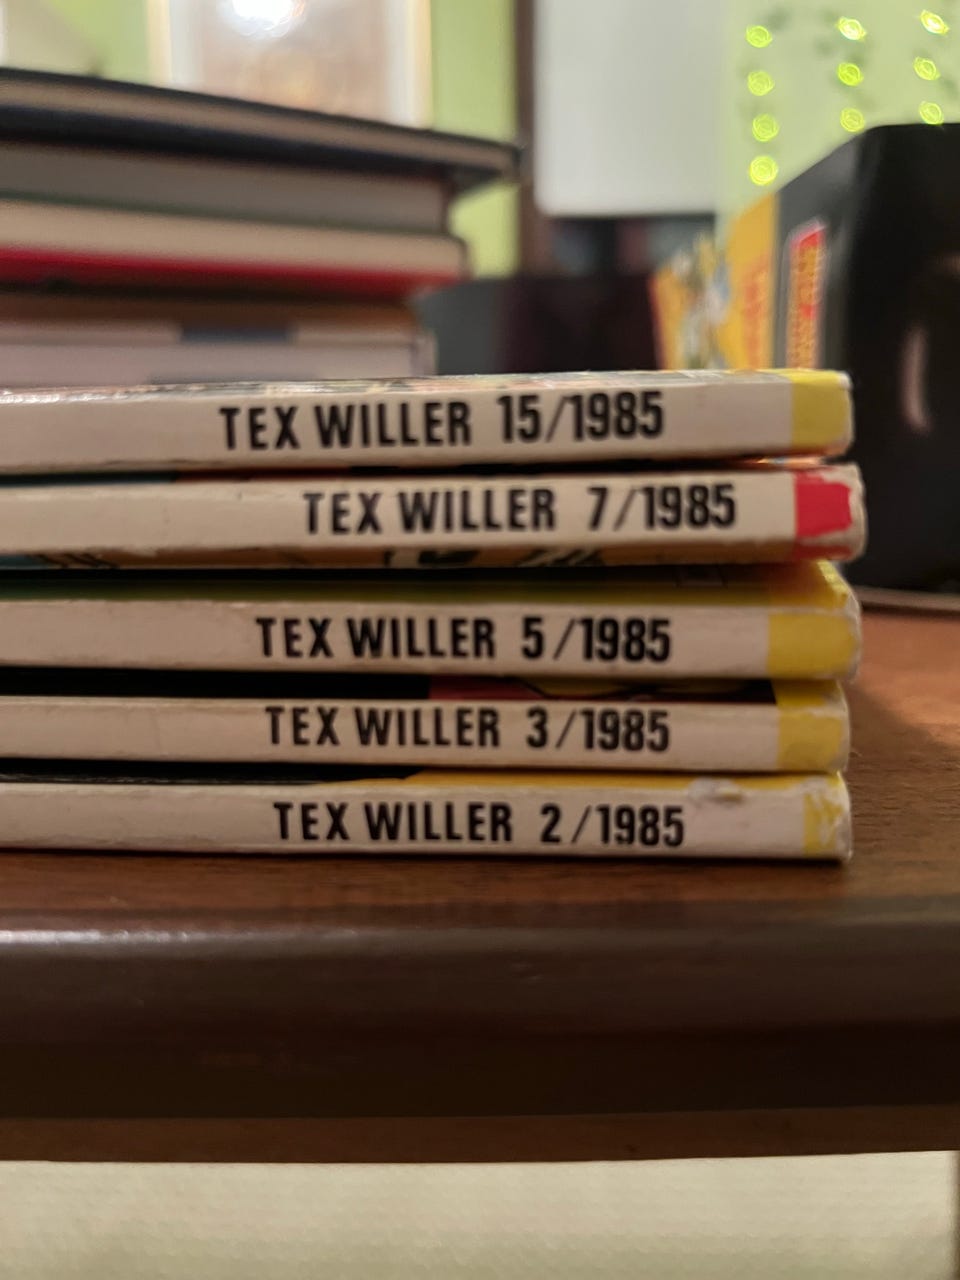 TEX WILLER 15/1985
TEX WILLER 7/1985
TEX WILLER 5/1985
TEX WILLER 3/1985
TEX WILLER 2/1985